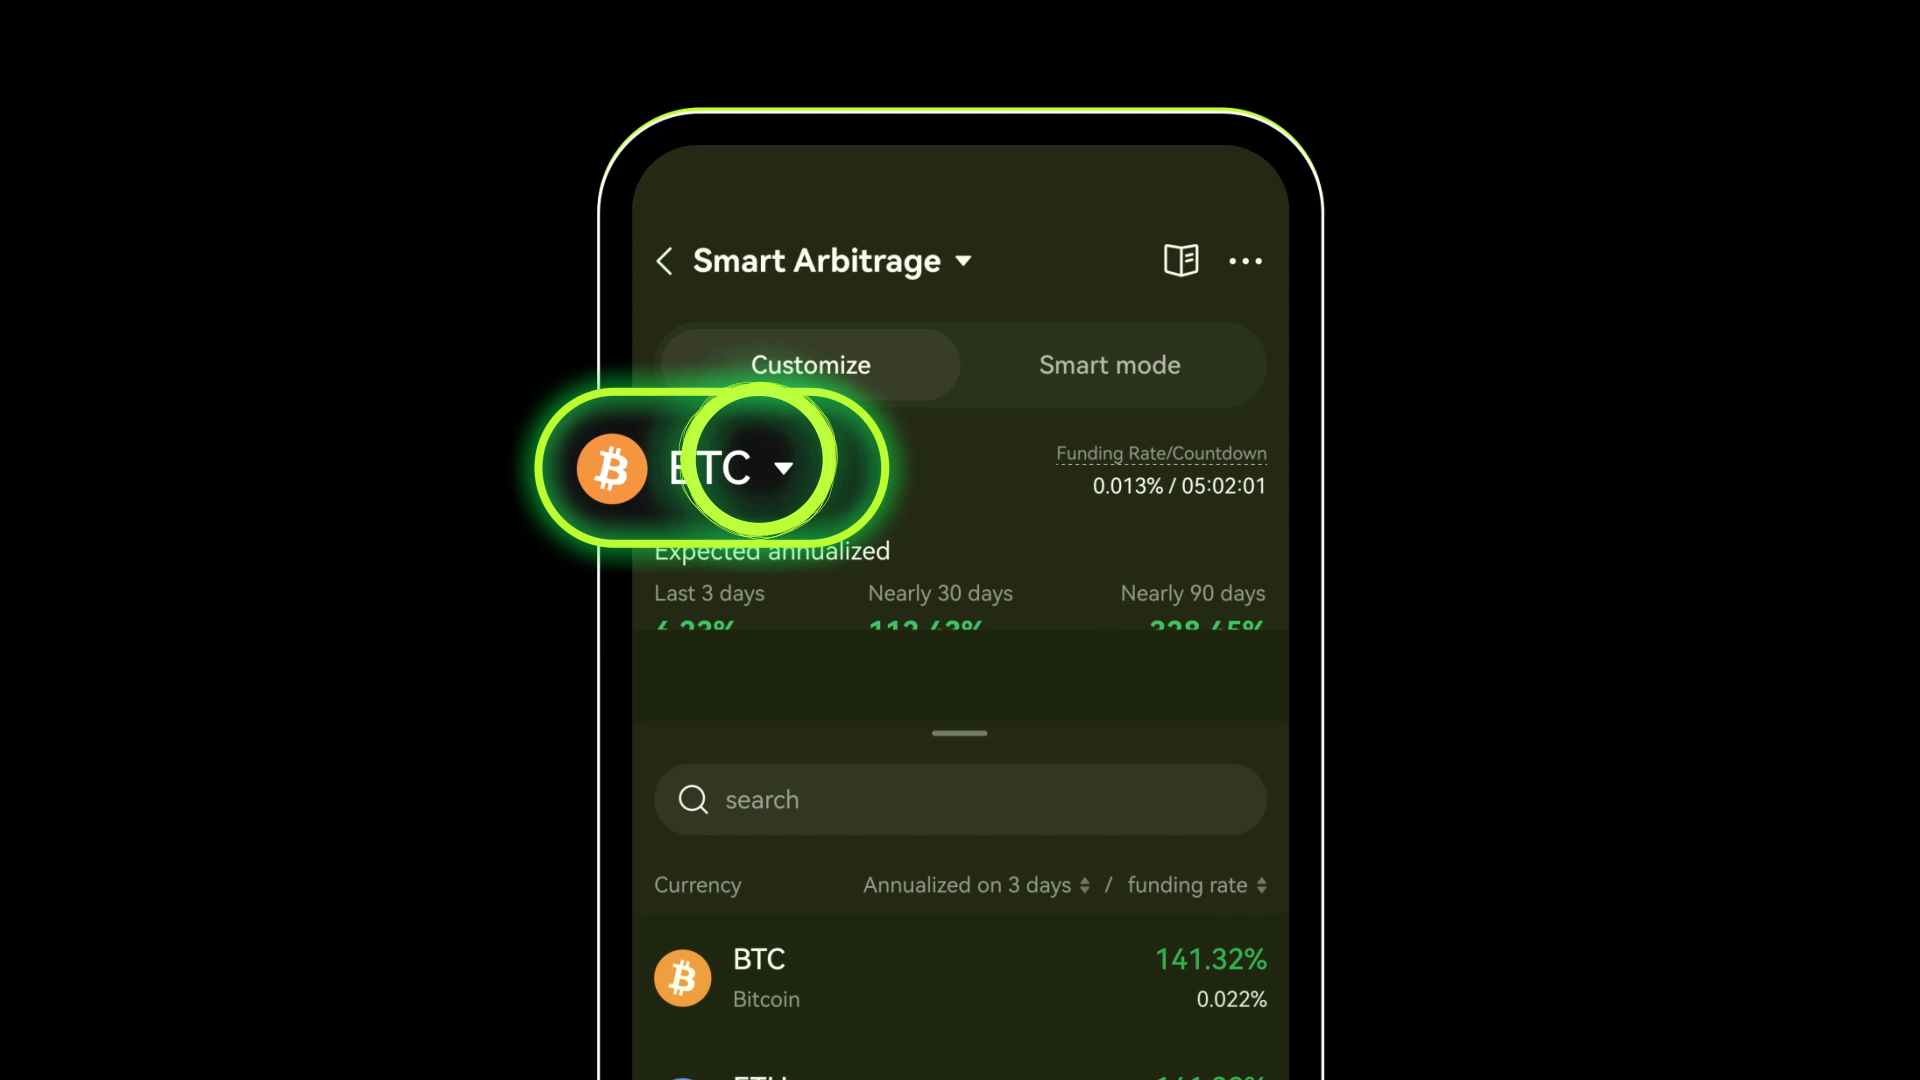 Smart Arbitrage
Customize
Smart mode
BTC
Funding Rate/Countdown
0.013% / 05:02:01
Expected annualized
Last 3 days
Nearly 30 days
Nearly 90 days
search
Currency
Annualized on 3 days / funding rate
BTC
141.32%
Bitcoin
0.022%